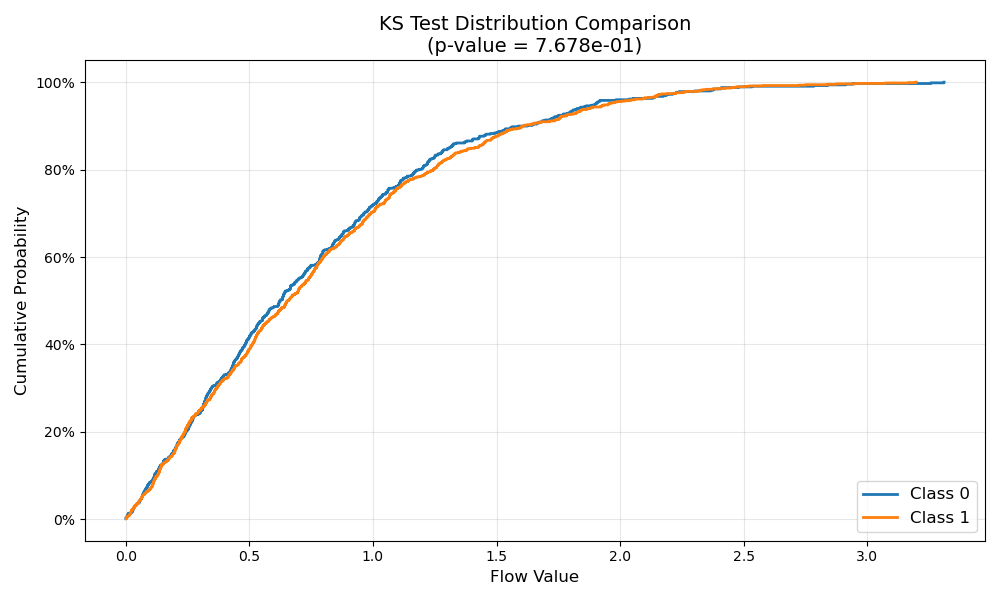 KS Test Distribution Comparison
(p-value = 7.678e-01)
100%
80%
60%
40%
20%
0%
Cumulative Probability
0.0 0.5 1.0 1.5 2.0 2.5 3.0
Flow Value
Class 0
Class 1